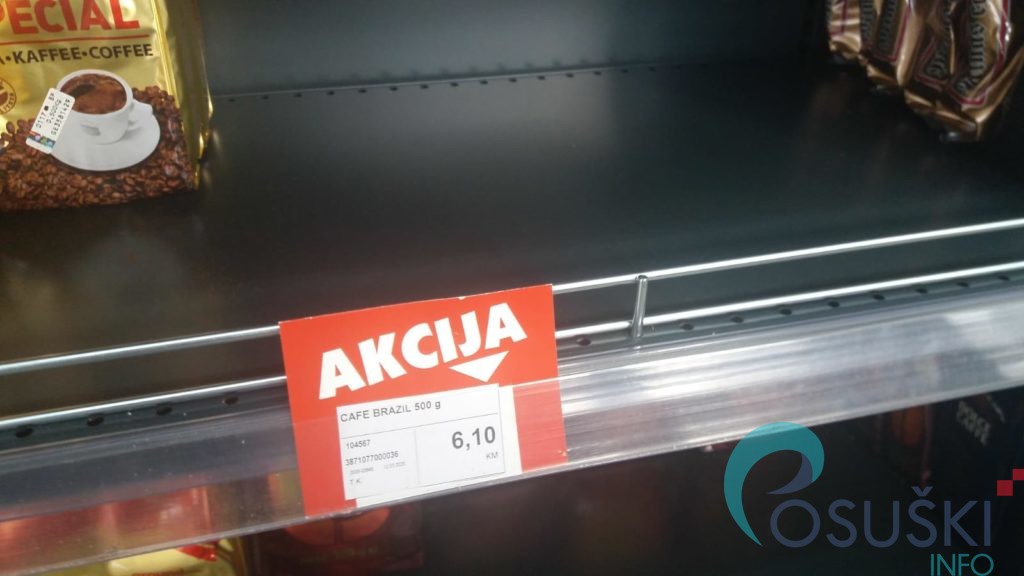 PECIAL
•KAFFEE•COFFEE
AKCIJA
CAFE BRAZIL 500 g
104567
3871077000036
6,10
KM
T.K.
POSUŠKI
INFO